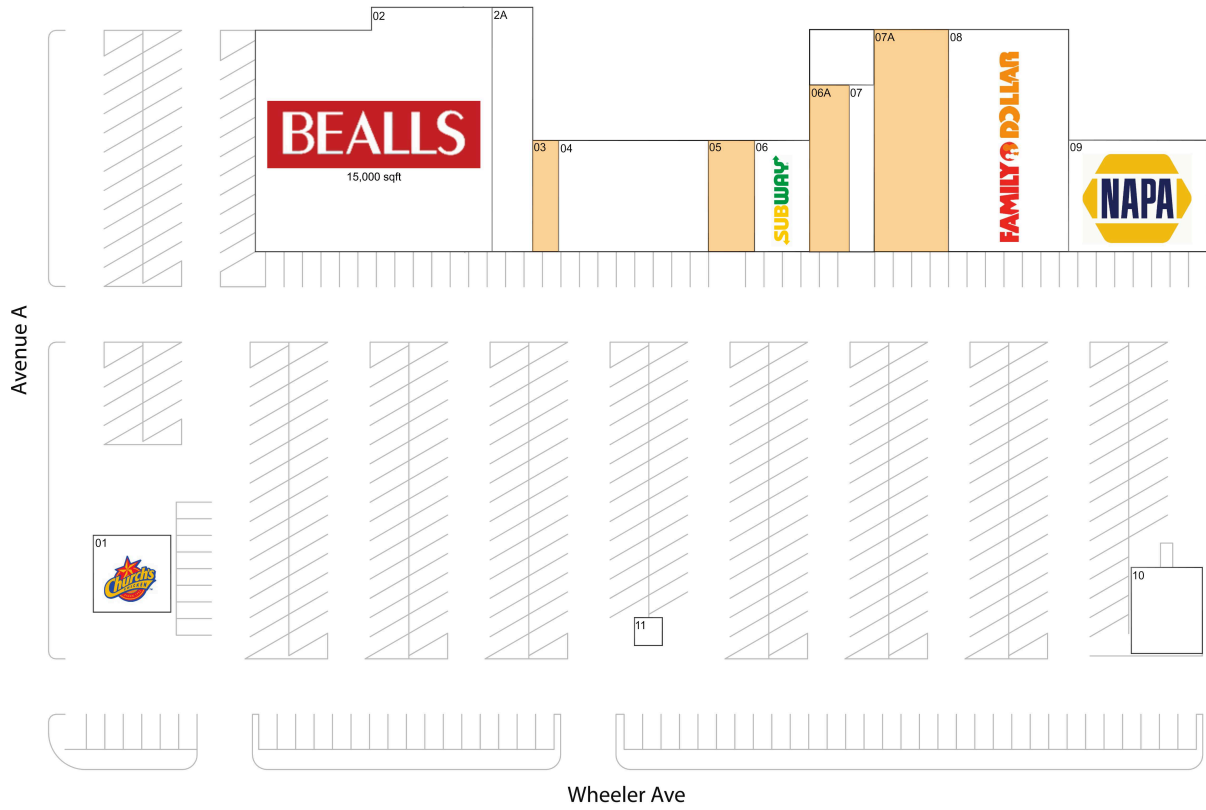 02
2A
BEALLS
15,000 sqft
03
04
05
06
SUBWAY
06A
07
07A
08
FAMILY DOLLAR
09
NAPA
Avenue A
01
Church's
CHICKEN
11
10
Wheeler Ave